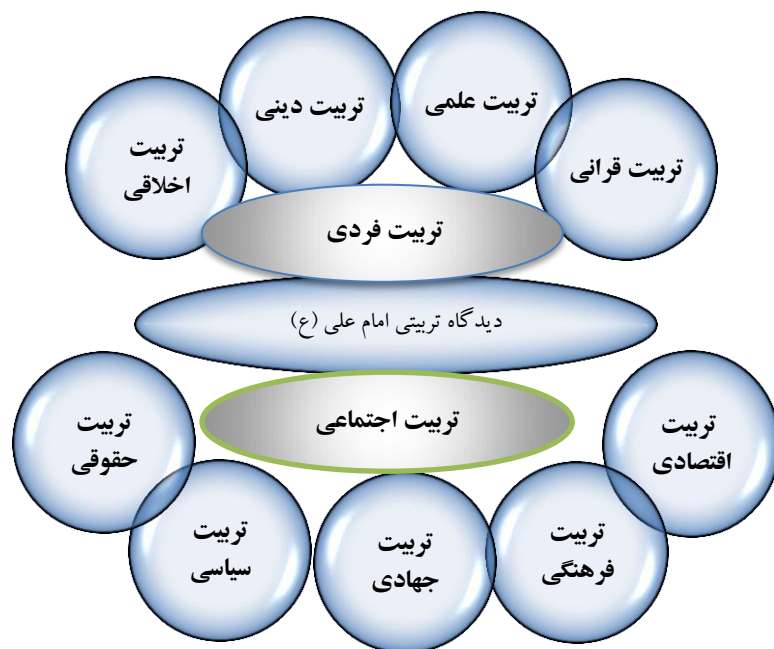 تربیت قرانی
تربیت علمی
تربیت دینی
تربیت
اخلاقی
تربیت فردی
دیدگاه تربیتی امام علی (ع)
تربیت اجتماعی
تربیت
اقتصادی
تربیت
فرهنگی
تربیت
جهادی
تربیت
سیاسی
تربیت
حقوقی